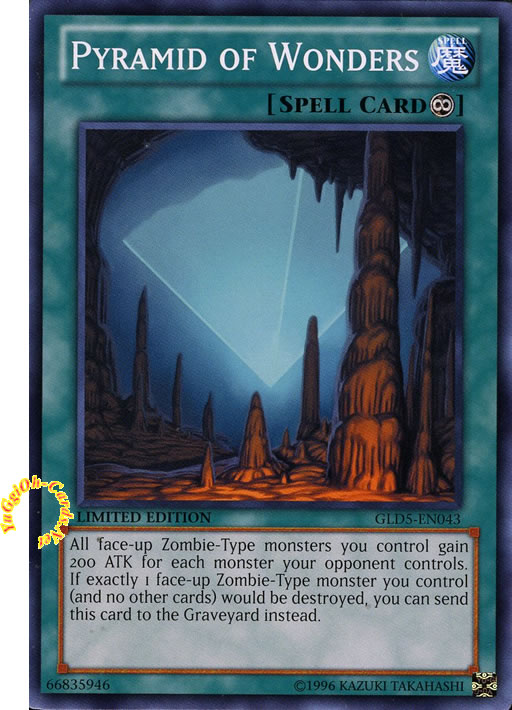 PYRAMID OF WONDERS
SPELL
魔
[SPELL CARD∞]
LIMITED EDITION
GLD5-EN043
YuGgiOh-Cards.Net
All face-up Zombie-Type monsters you control gain
200 ATK for each monster your opponent controls.
If exactly 1 face-up Zombie-Type monster you control
(and no other cards) would be destroyed, you can send
this card to the Graveyard instead.
66835946
©1996 KAZUKI TAKAHASHI